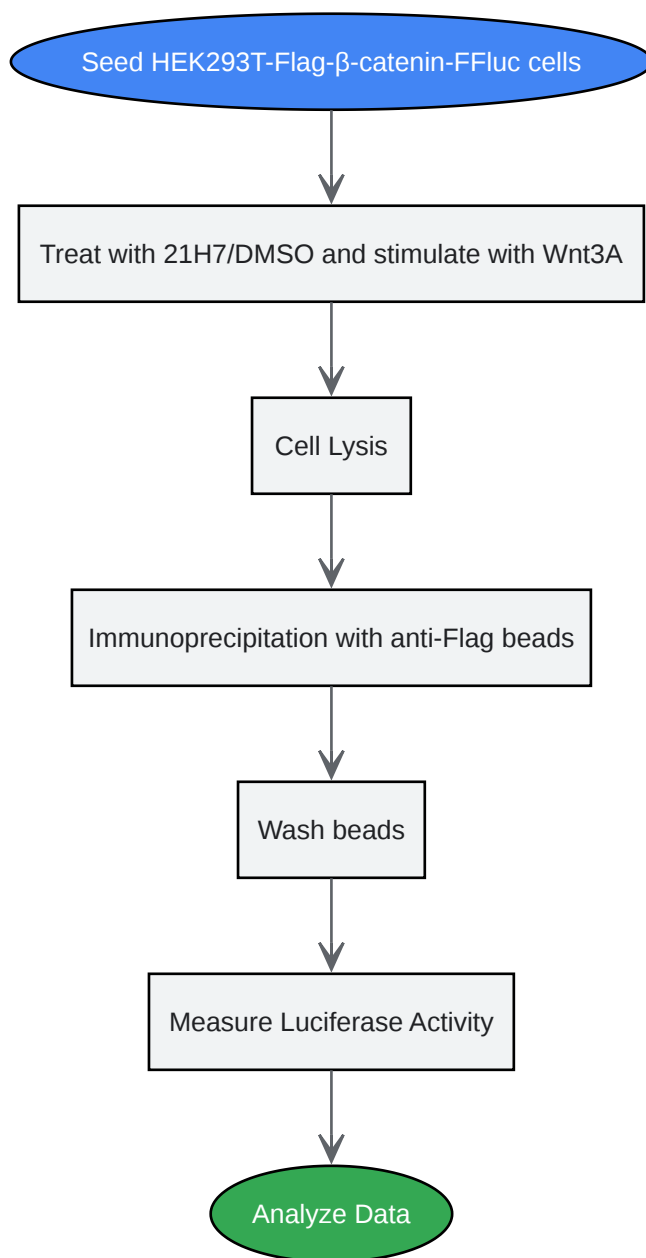 Seed HEK293T-Flag-β-catenin-FFluc cells
Treat with 21H7/DMSO and stimulate with Wnt3A
Cell Lysis
Immunoprecipitation with anti-Flag beads
Wash beads
Measure Luciferase Activity
Analyze Data